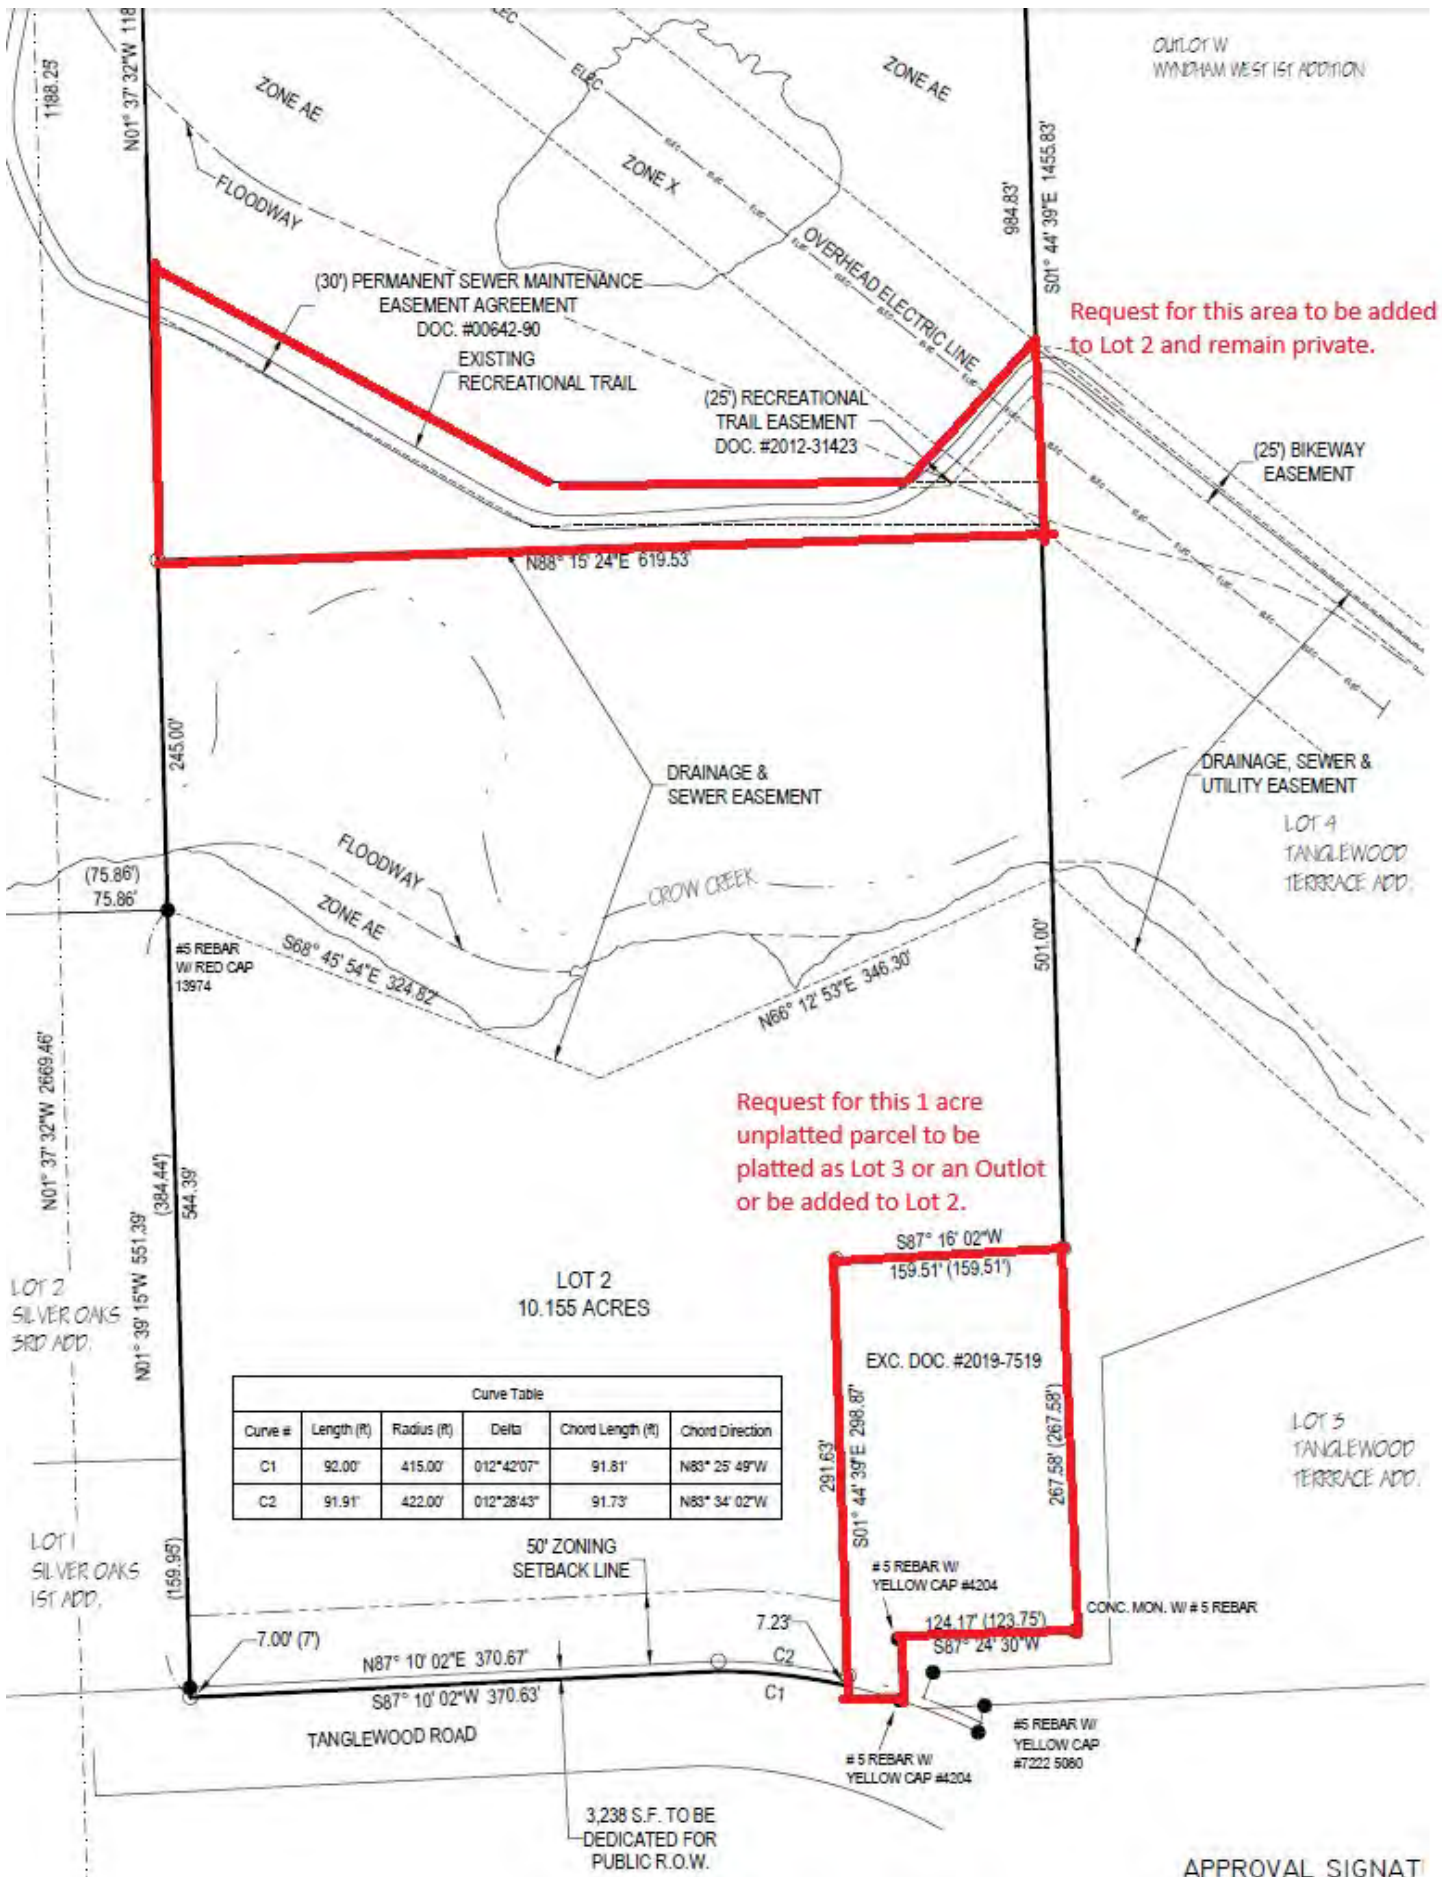 OUTLOT W
WYNDHAM WEST 1ST ADDITION
1188.25'
N01° 37' 32"W 118
ZONE AE
ELEC
ZONE AE
ZONE X
FLOODWAY
984.83'
S01° 44' 39"E 1455.83'
OVERHEAD ELECTRIC LINE
(30') PERMANENT SEWER MAINTENANCE
EASEMENT AGREEMENT
DOC. #00642-90
EXISTING
RECREATIONAL TRAIL
Request for this area to be added
to Lot 2 and remain private.
(25') RECREATIONAL
TRAIL EASEMENT
DOC. #2012-31423
(25') BIKEWAY
EASEMENT
N88° 15' 24"E 619.53'
245.00'
DRAINAGE &
SEWER EASEMENT
DRAINAGE, SEWER &
UTILITY EASEMENT
LOT 4
TANGLEWOOD
TERRRACE ADD.
FLOODWAY
CROW CREEK
(75.86')
75.86'
ZONE AE
#5 REBAR
W/ RED CAP
13974
S68° 45' 54"E 324.82'
N66° 12' 53"E 346.30'
501.00'
N01° 37' 32"W 2669.46'
(384.44')
544.39'
N01° 39' 15"W 551.39'
Request for this 1 acre
unplatted parcel to be
platted as Lot 3 or an Outlot
or be added to Lot 2.
S87° 16' 02"W
159.51' (159.51')
LOT 2
10.155 ACRES
LOT 2
SILVER OAKS
3RD ADD.
EXC. DOC. #2019-7519
Curve Table
Curve # Length (ft) Radius (ft) Delta Chord Length (ft) Chord Direction
C1 92.00' 415.00' 012°42'07" 91.81' N83° 25' 49"W
C2 91.91' 422.00' 012°28'43" 91.73' N83° 34' 02"W
291.63'
S01° 44' 39"E 298.87'
267.58' (267.58')
LOT 3
TANGLEWOOD
TERRRACE ADD.
LOT 1
SILVER OAKS
1ST ADD.
(159.95')
50' ZONING
SETBACK LINE
# 5 REBAR W/
YELLOW CAP #4204
CONC. MON. W/ # 5 REBAR
124.17' (123.75')
S87° 24' 30"W
7.23'
7.00' (7')
N87° 10' 02"E 370.67'
C2
S87° 10' 02"W 370.63'
C1
TANGLEWOOD ROAD
#5 REBAR W/
YELLOW CAP
#7222 5080
# 5 REBAR W/
YELLOW CAP #4204
3,238 S.F. TO BE
DEDICATED FOR
PUBLIC R.O.W.
APPROVAL SIGNAT